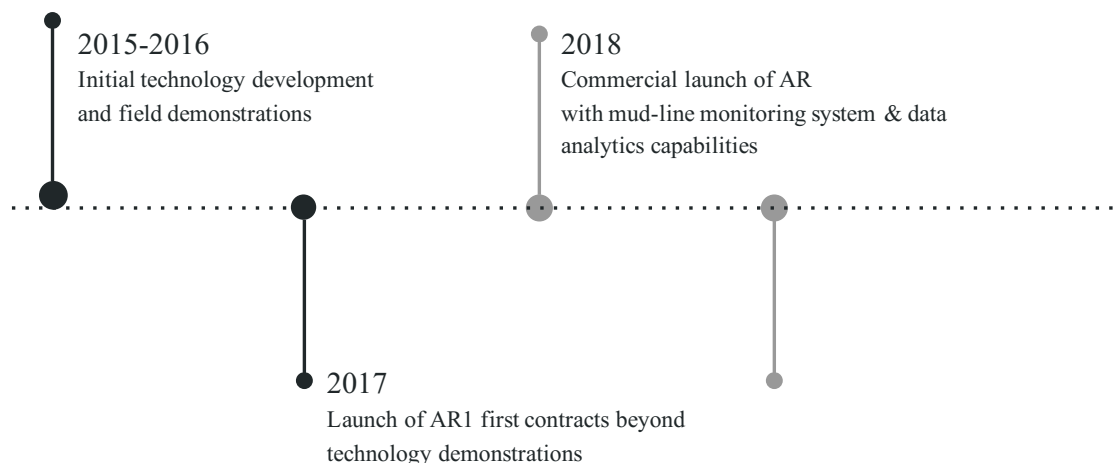 2015-2016
Initial technology development
and field demonstrations
2018
Commercial launch of AR
with mud-line monitoring system & data
analytics capabilities
2017
Launch of AR1 first contracts beyond
technology demonstrations